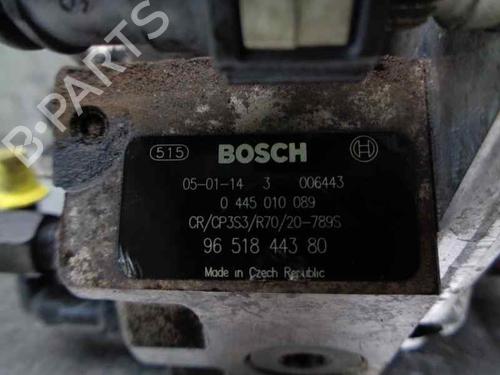 515 BOSCH
05-01-14 3 006443
0 445 010 089
CR/CP3S3/R70/20-789S
96 518 443 80
Made in Czech Republic
B-PARTS